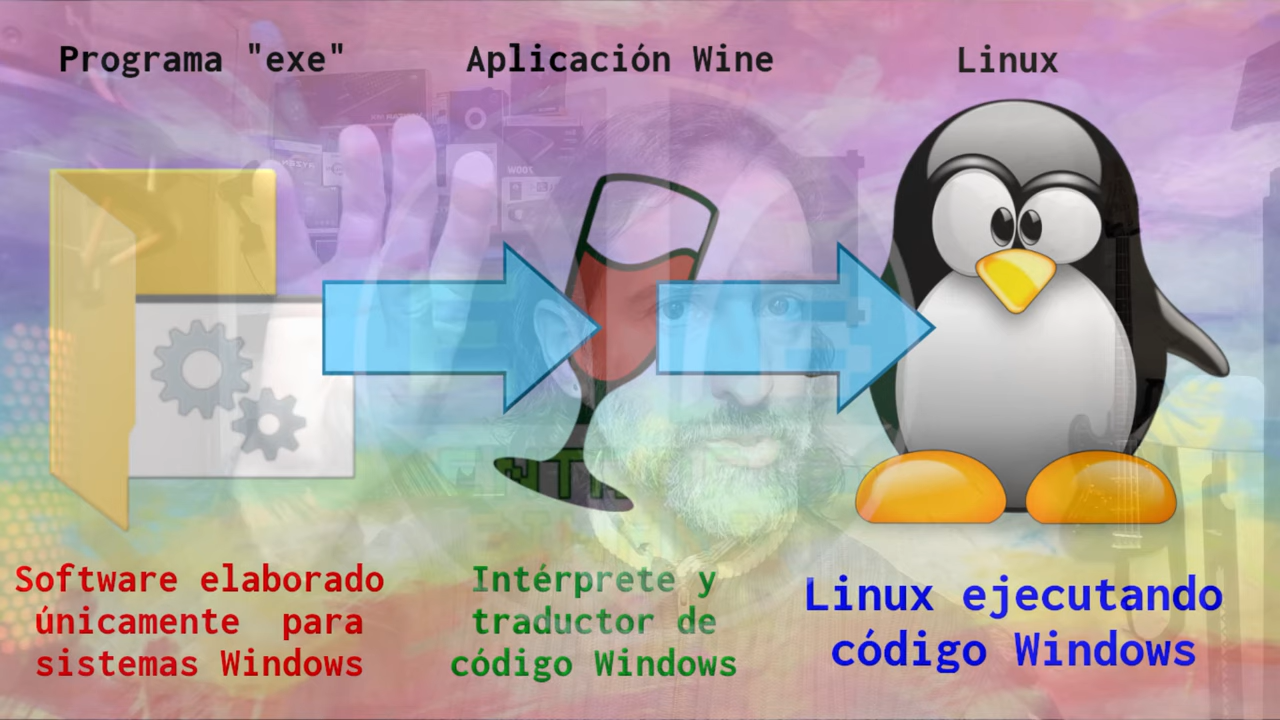 Programa "exe"
Aplicación Wine
Linux
Software elaborado
únicamente  para
sistemas Windows
Intérprete y
traductor de
código Windows
Linux ejecutando
código Windows